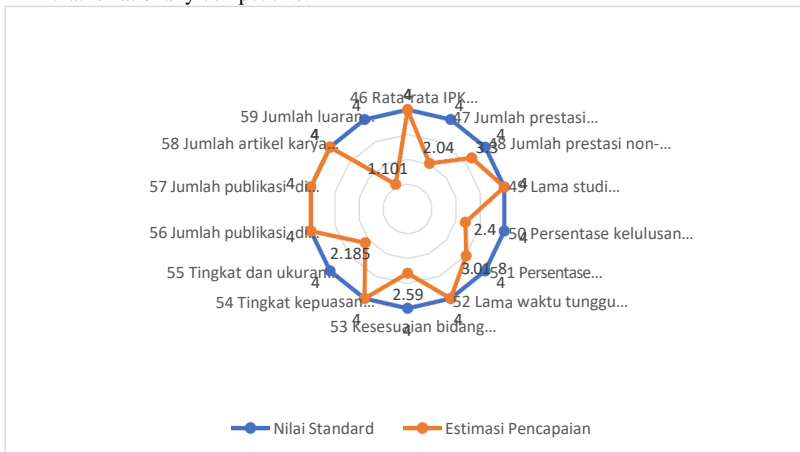 4
46 Rata-rata IPK...
4
47 Jumlah prestasi...
2.04
4
48 Jumlah prestasi non-...
3.3
4
49 Lama studi...
4
50 Persentase kelulusan...
2.4
4
51 Persentase...
3.01 8
4
52 Lama waktu tunggu...
4
53 Kesesuaian bidang...
2.59
4
54 Tingkat kepuasan...
4
55 Tingkat dan ukuran...
2.185
4
56 Jumlah publikasi di...
4
57 Jumlah publikasi di...
4
58 Jumlah artikel karya...
4
59 Jumlah luaran...
1.101
4
Nilai Standard
Estimasi Pencapaian